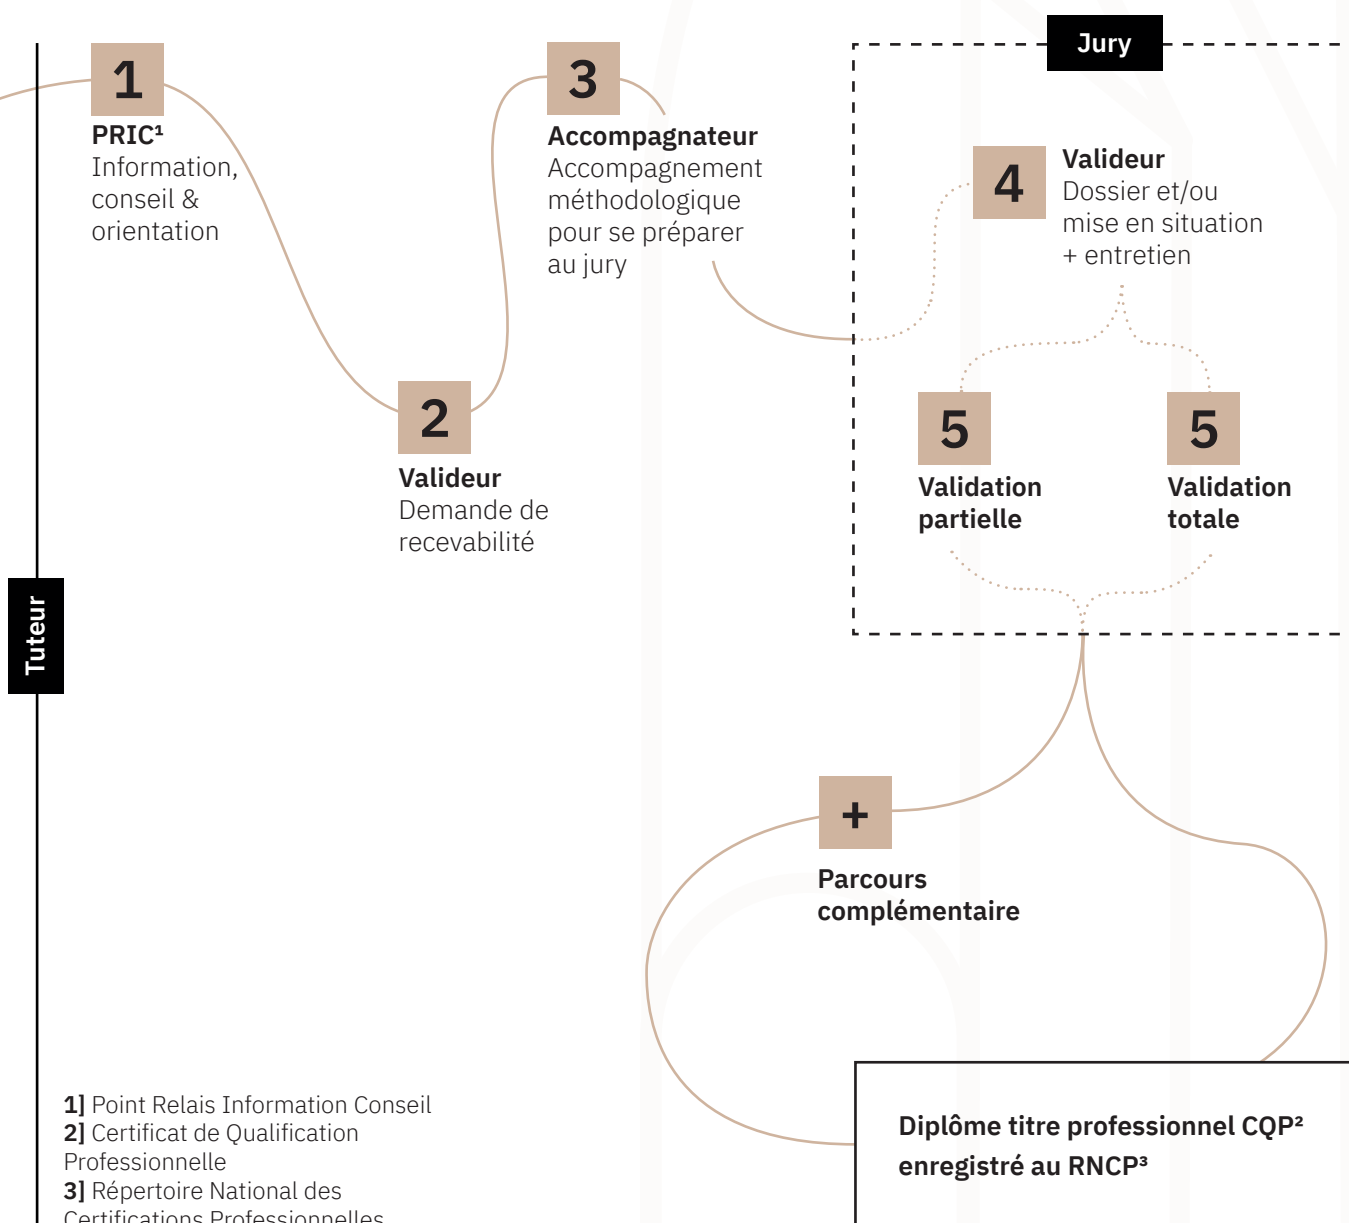 1
PRIC¹
Information,
conseil &
orientation
2
Valideur
Demande de
recevabilité
3
Accompagnateur
Accompagnement
méthodologique
pour se préparer
au jury
Jury
4
Valideur
Dossier et/ou
mise en situation
+ entretien
5
Validation
partielle
5
Validation
totale
Tuteur
+
Parcours
complémentaire
Diplôme titre professionnel CQP²
enregistré au RNCP³
1] Point Relais Information Conseil
2] Certificat de Qualification
Professionnelle
3] Répertoire National des
Certifications Professionnelles